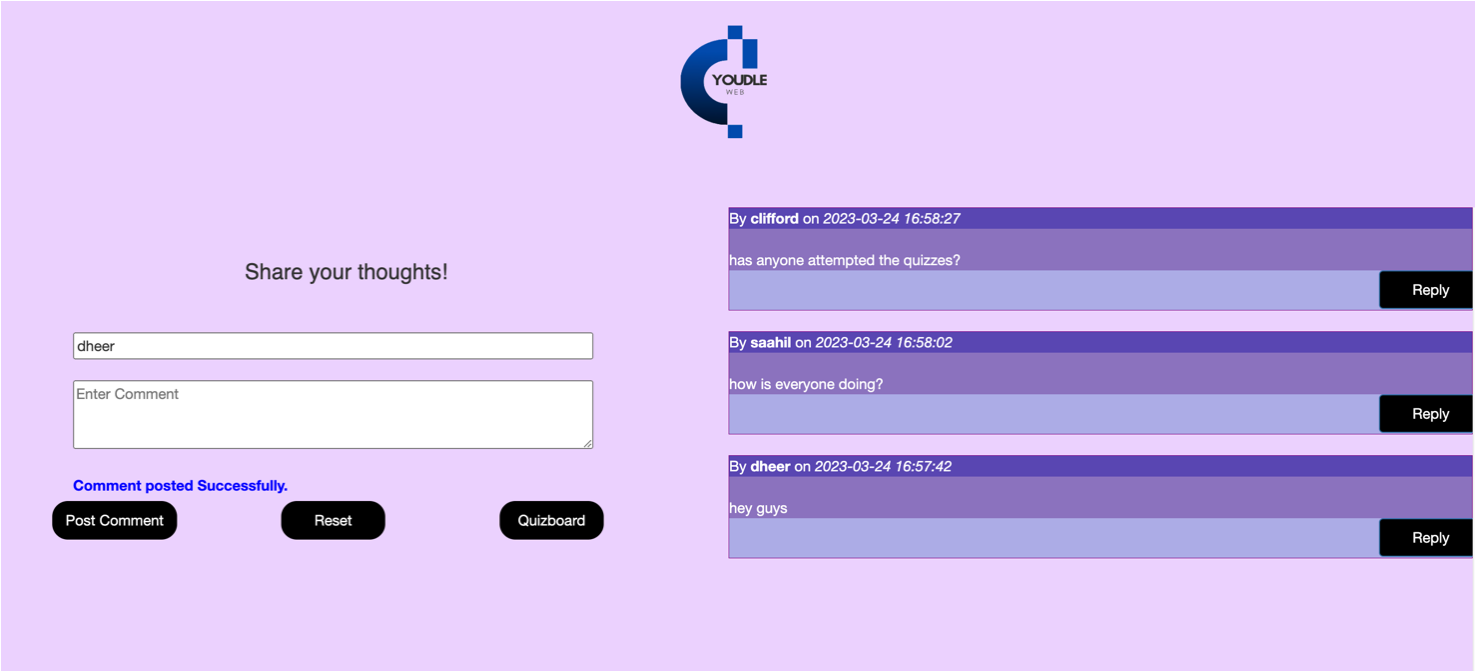 YOUDLE
WEB
Share your thoughts!
dheer
Enter Comment
Comment posted Successfully.
Post Comment
Reset
Quizboard
By clifford on 2023-03-24 16:58:27
has anyone attempted the quizzes?
Reply
By saahil on 2023-03-24 16:58:02
how is everyone doing?
Reply
By dheer on 2023-03-24 16:57:42
hey guys
Reply